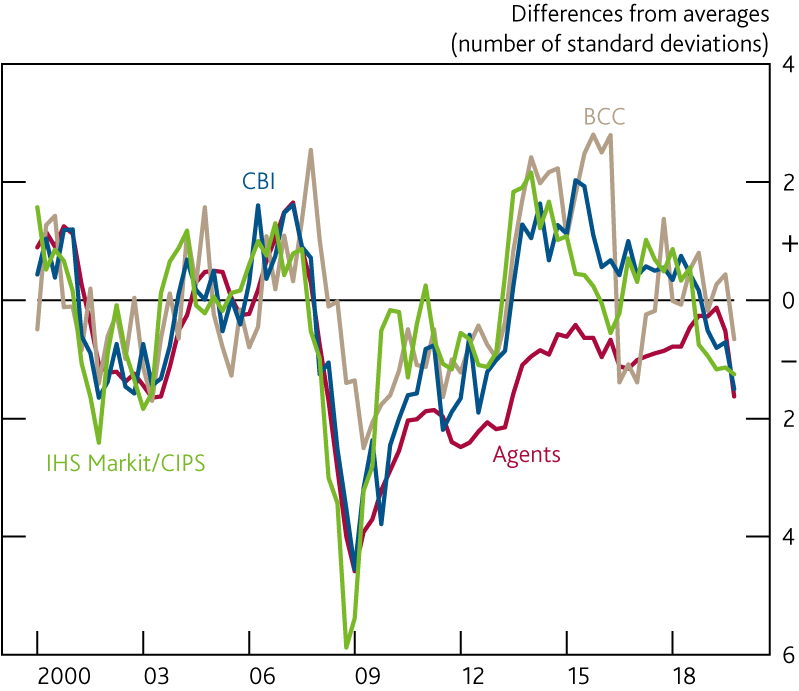 Differences from averages
(number of standard deviations)
4
BCC
CBI
2
+
0
–
2
Agents
IHS Markit/CIPS
4
6
2000 03 06 09 12 15 18